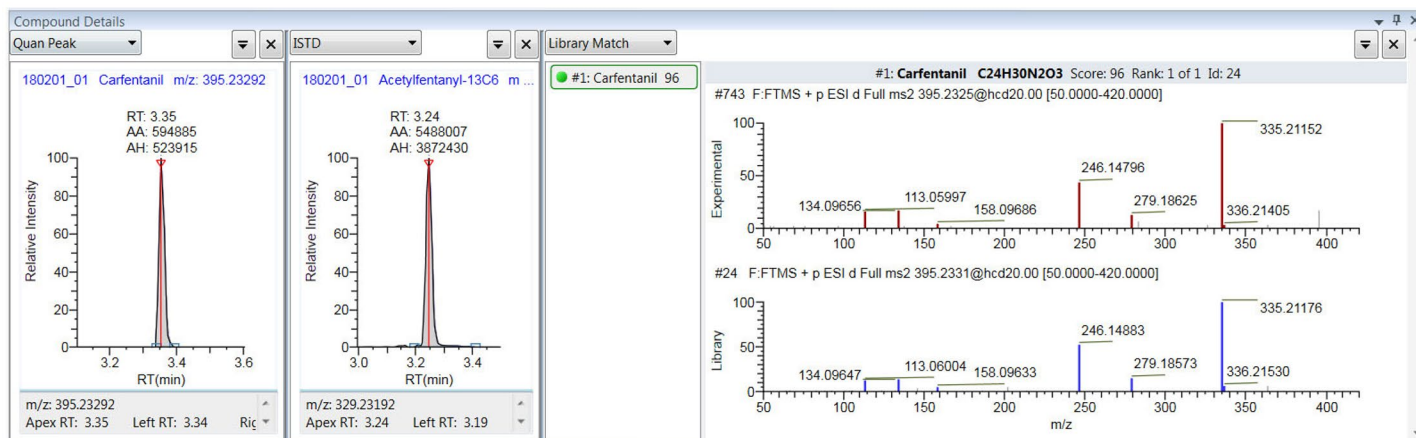 Compound Details
Quan Peak
ISTD
Library Match
180201_01 Carfentanil m/z: 395.23292
RT: 3.35
AA: 594885
AH: 523915
100
80
60
40
20
0
Relative Intensity
3.2 3.4 3.6
RT(min)
m/z: 395.23292
Apex RT: 3.35 Left RT: 3.34 Rig
180201_01 Acetylfentanyl-13C6 m ...
RT: 3.24
AA: 5488007
AH: 3872430
100
80
60
40
20
0
Relative Intensity
3.0 3.2 3.4
RT(min)
m/z: 329.23192
Apex RT: 3.24 Left RT: 3.19
#1: Carfentanil 96
#1: Carfentanil C24H30N2O3 Score: 96 Rank: 1 of 1 Id: 24
#743 F:FTMS + p ESI d Full ms2 395.2325@hcd20.00 [50.0000-420.0000]
100
50
0
Experimental
134.09656
113.05997
158.09686
246.14796
279.18625
335.21152
336.21405
50 100 150 200 250 300 350 400
#24 F:FTMS + p ESI d Full ms2 395.2331@hcd20.00 [50.0000-420.0000]
100
50
0
Library
134.09647
113.06004
158.09633
246.14883
279.18573
335.21176
336.21530
50 100 150 200 250 300 350 400
m/z